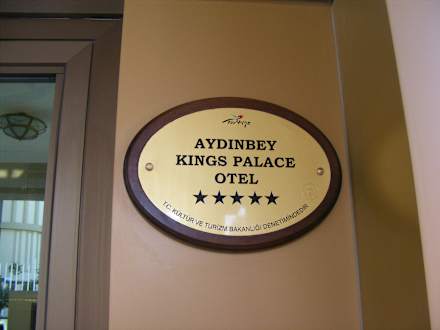 Türkiye
AYDINBEY
KINGS PALACE
OTEL
★★★★★
T.C. KÜLTÜR VE TURİZM BAKANLIĞI DENETİMİNDEDİR